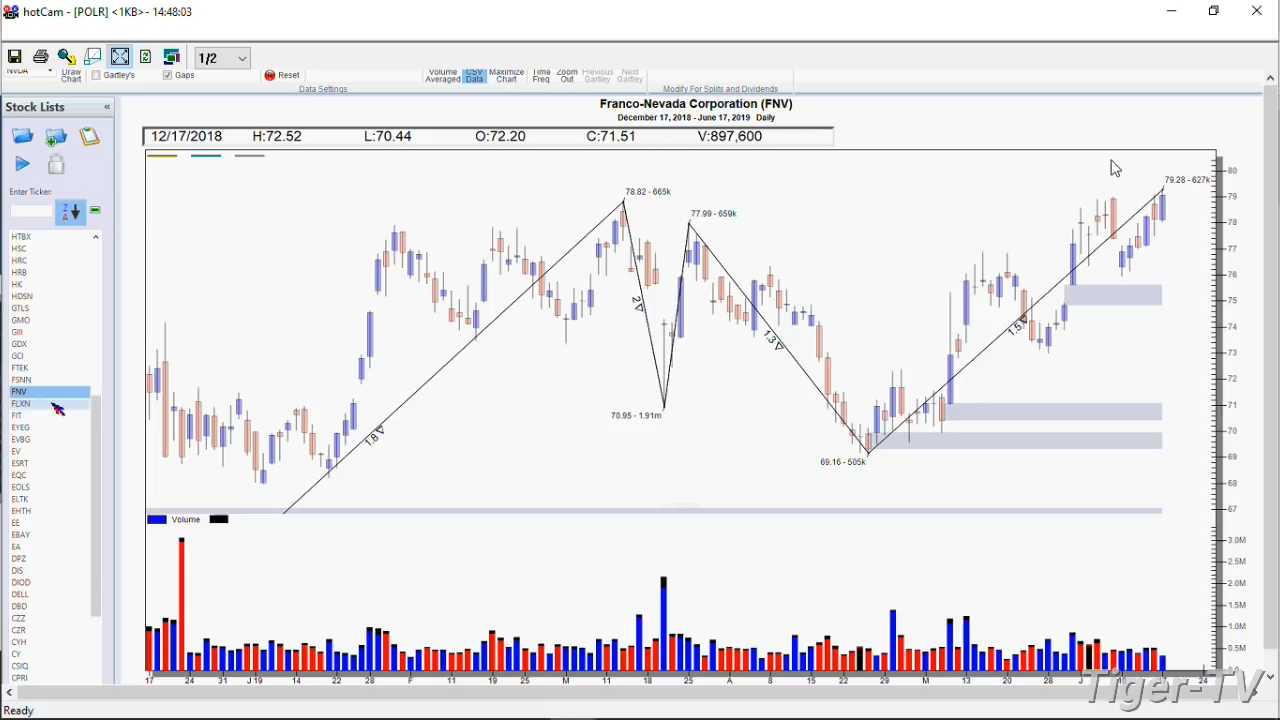 hotCam - [POLR] <1KB> - 14:48:03
1/2
NVDA
Draw Chart
Gartley's
Gaps
Reset
Volume Averaged
CSV Data
Maximize Chart
Time Freq
Zoom Out
Previous Gartley
Next Gartley
Data Settings
Modify For Splits and Dividends
Stock Lists «
Franco-Nevada Corporation (FNV)
December 17, 2018 - June 17, 2019 Daily
12/17/2018 H:72.52 L:70.44 O:72.20 C:71.51 V:897,600
Enter Ticker:
HTBX
HSC
HRC
HRB
HK
HDSN
GTLS
GMO
GIII
GDX
GCI
FTEK
FSNN
FNV
FLXN
FIT
EYEG
EVBG
EV
ESRT
EQC
EOLS
ELTK
EHTH
EE
EBAY
EA
DPZ
DIS
DIOD
DELL
DBD
CZZ
CZR
CYH
CY
CSIQ
CPRI
78.82 - 665k
77.99 - 659k
79.28 - 627k
70.95 - 1.91m
69.16 - 505k
1.8
2
1.3
1.5
80
79
78
77
76
75
74
73
72
71
70
69
68
67
Volume
3.0M
2.5M
2.0M
1.5M
1.0M
0.5M
17 24 31 J 19 14 22 28 F 11 19 25 M 11 18 25 A 8 15 22 29 M 13 20 28 J 10 24
Tiger-TV
Ready